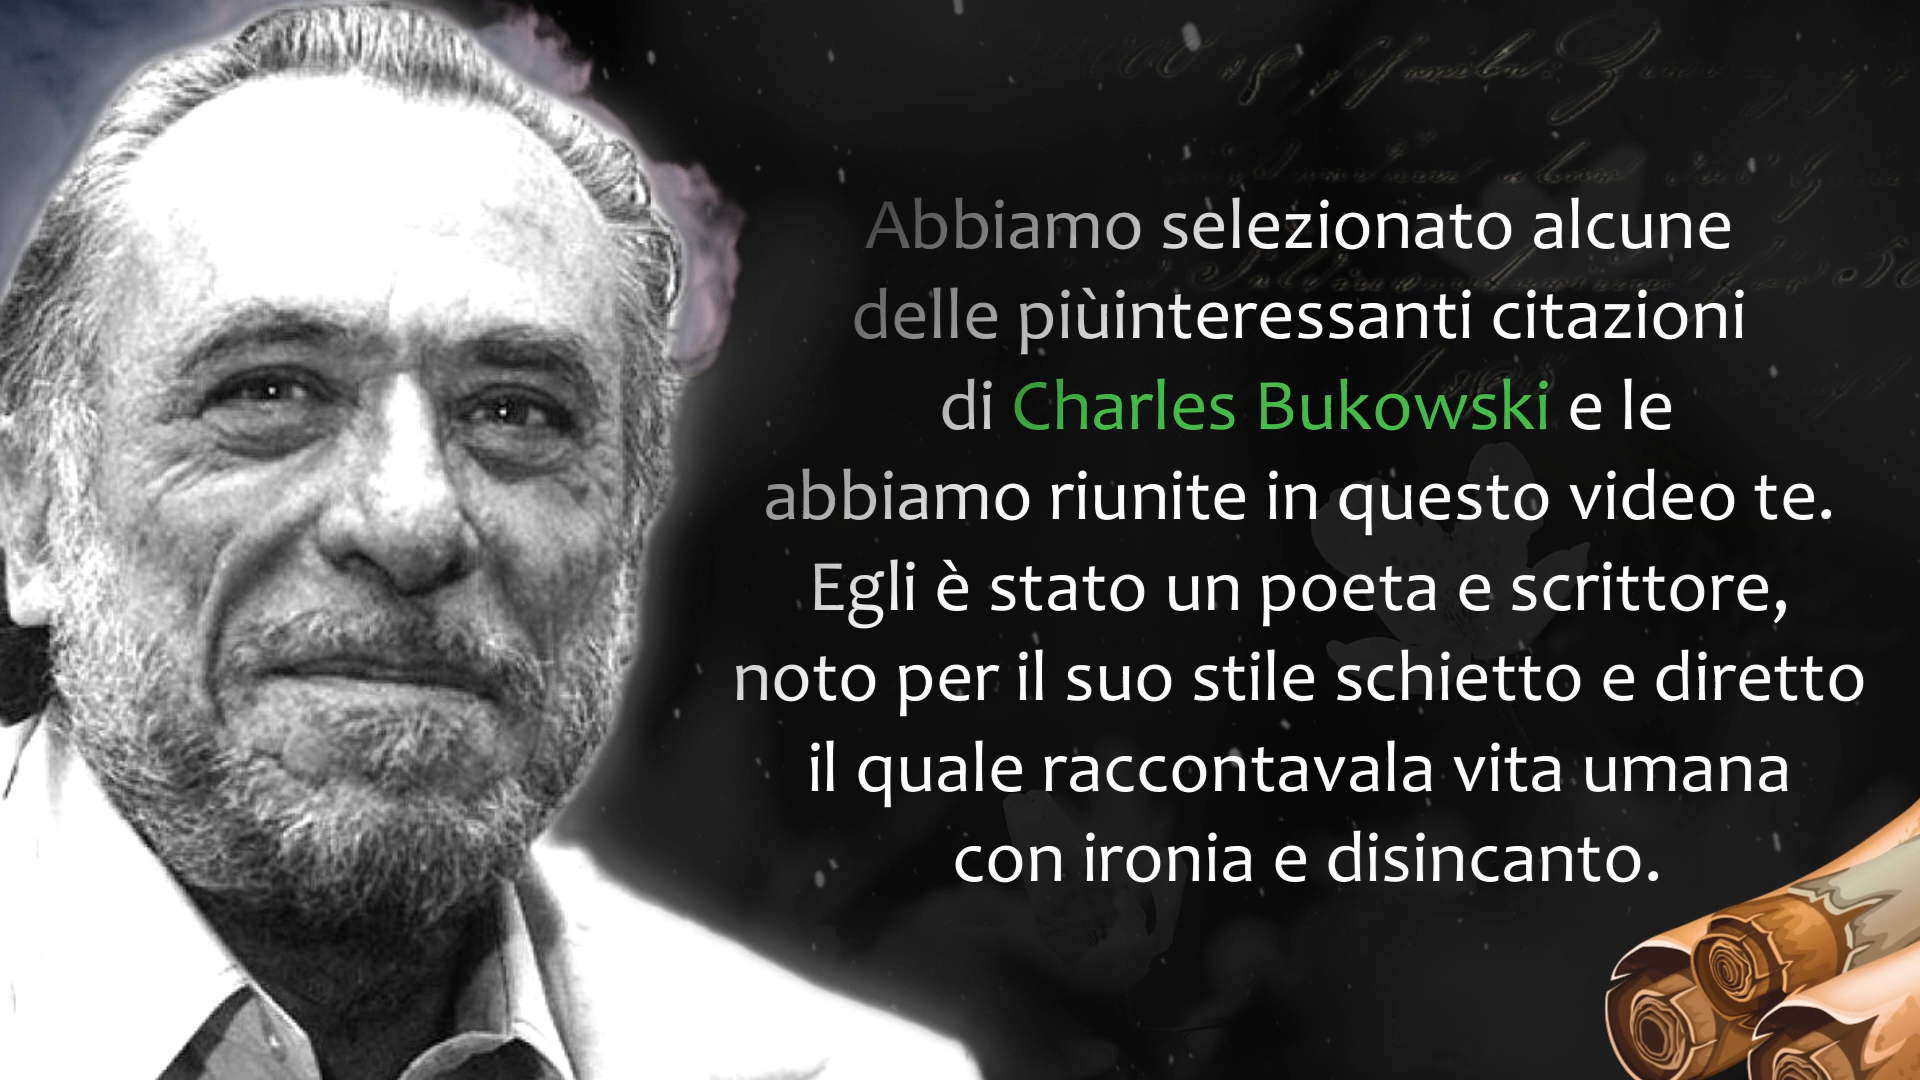 Abbiamo selezionato alcune
delle piùinteressanti citazioni
di Charles Bukowski e le
abbiamo riunite in questo video te.
Egli è stato un poeta e scrittore,
noto per il suo stile schietto e diretto
il quale raccontavala vita umana
con ironia e disincanto.